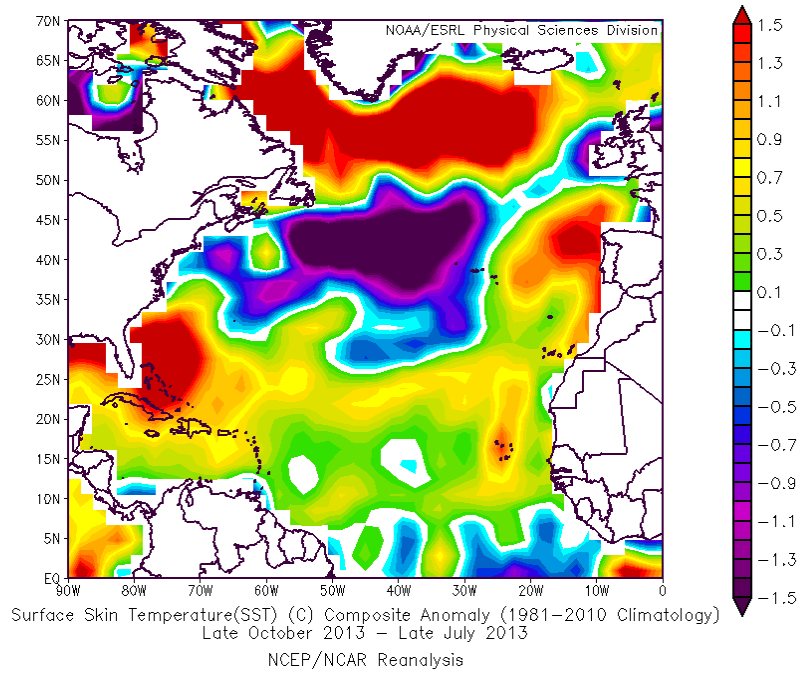 NOAA/ESRL Physical Sciences Division
70N
65N
60N
55N
50N
45N
40N
35N
30N
25N
20N
15N
10N
5N
EQ
90W 80W 70W 60W 50W 40W 30W 20W 10W 0
1.5
1.3
1.1
0.9
0.7
0.5
0.3
0.1
−0.1
−0.3
−0.5
−0.7
−0.9
−1.1
−1.3
−1.5
Surface Skin Temperature(SST) (C) Composite Anomaly (1981−2010 Climatology)
Late October 2013 − Late July 2013
NCEP/NCAR Reanalysis